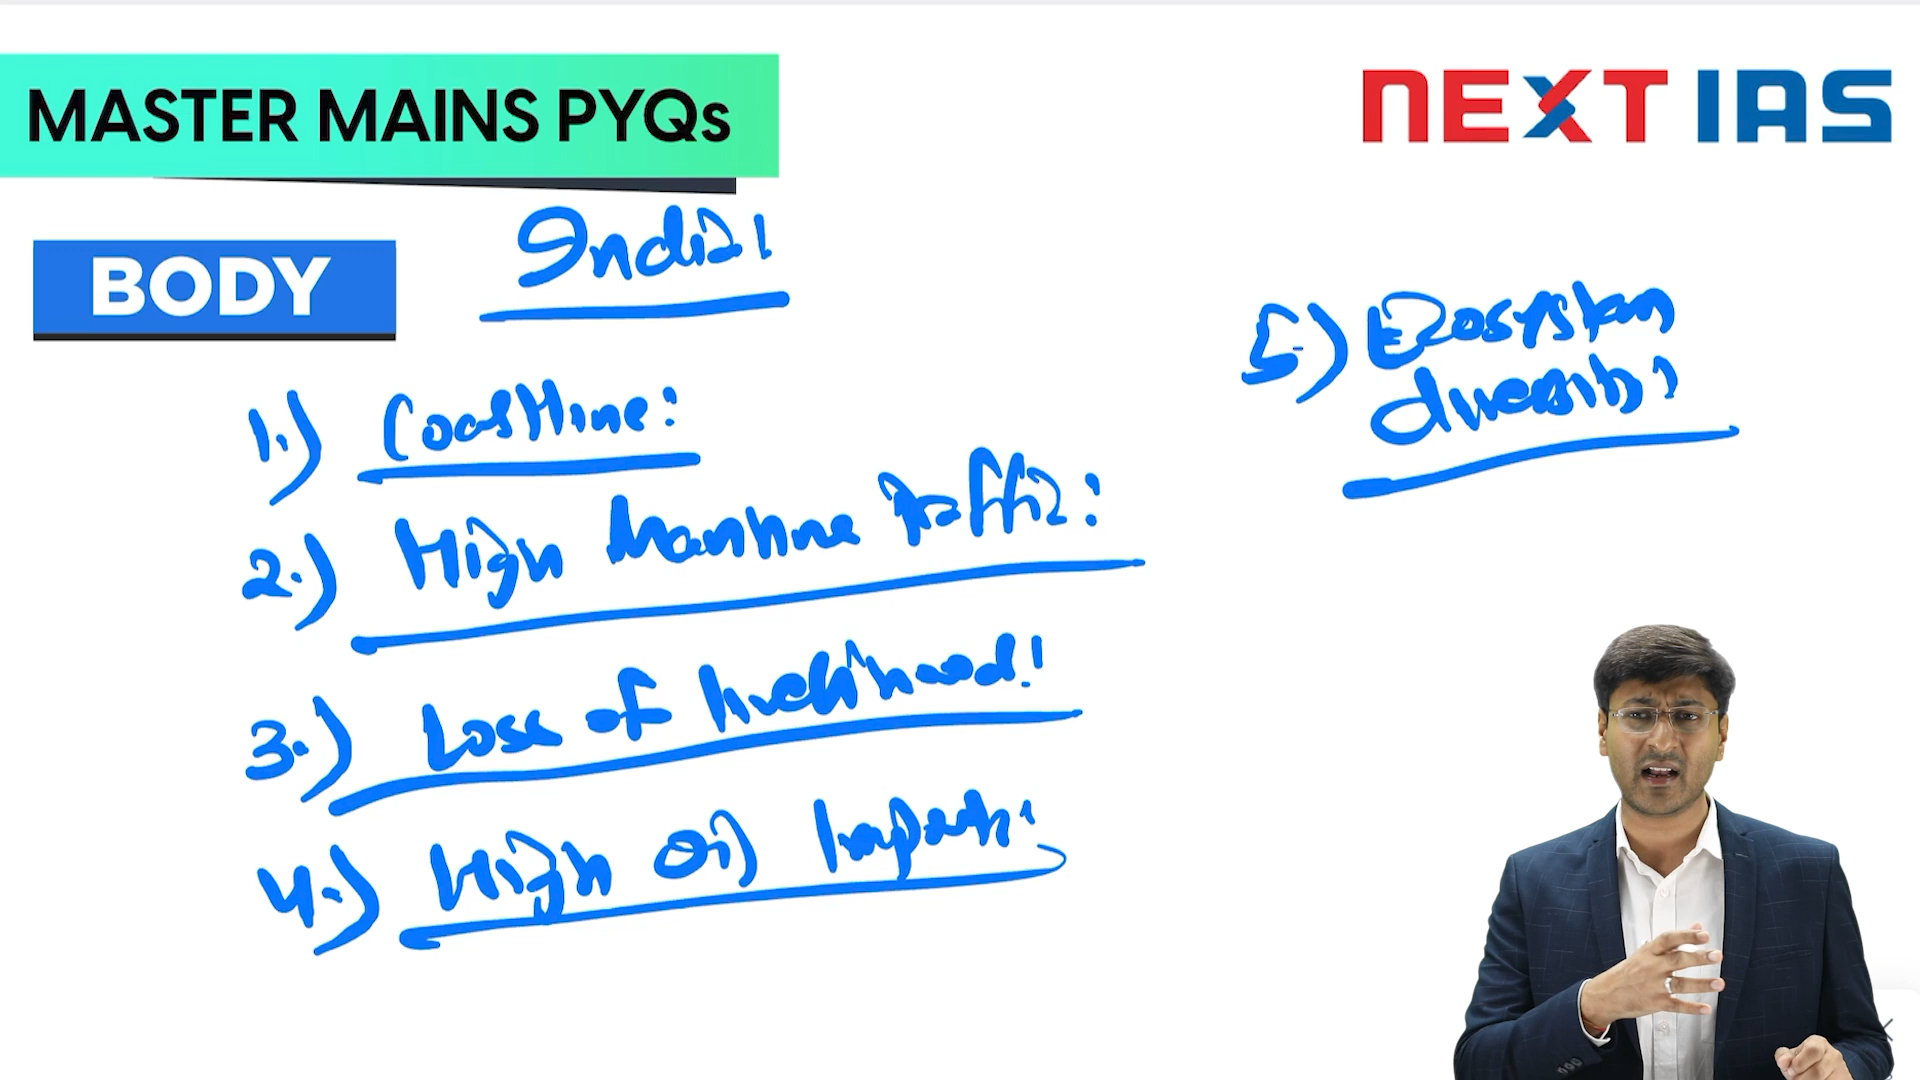 MASTER MAINS PYQs
NEXT IAS
BODY
India:
1.) Coastline:
2.) High Maritime traffic:
3.) Loss of livelihood:
4.) High Oil Imports:
5.) Ecosystem
diversity: